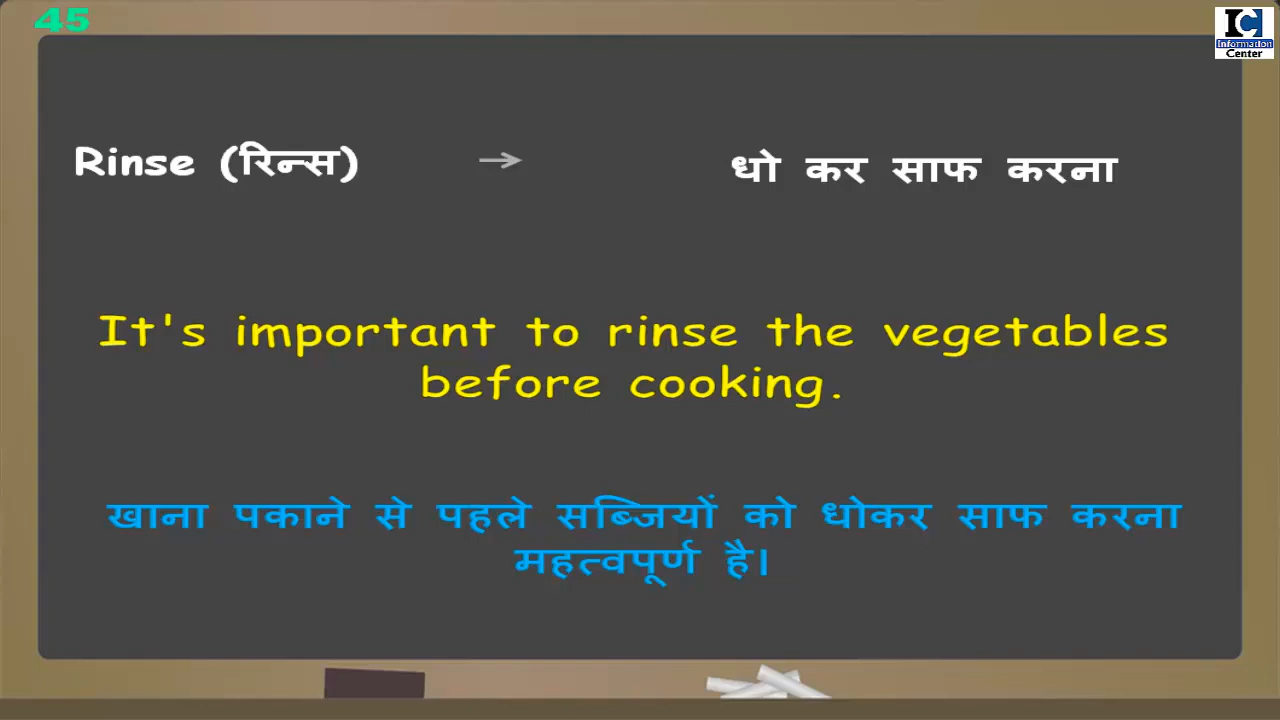 45
IC
Information
Center
Rinse (रिन्स) → धो कर साफ करना
It's important to rinse the vegetables
before cooking.
खाना पकाने से पहले सब्जियों को धोकर साफ करना
महत्वपूर्ण है।